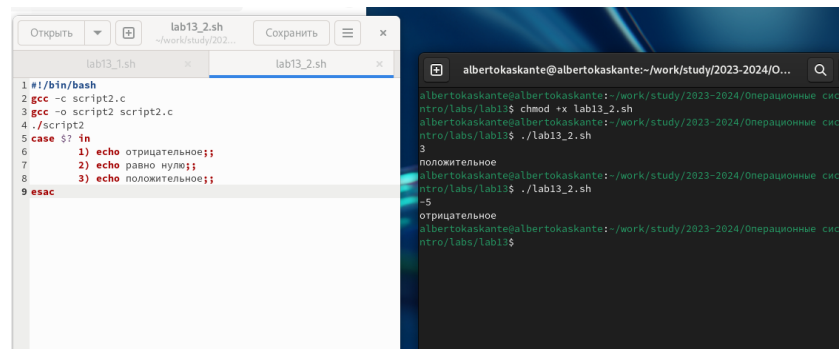 Открыть
lab13_2.sh
~/work/study/202...
Сохранить
lab13_1.sh
lab13_2.sh
1 #!/bin/bash
2 gcc -c script2.c
3 gcc -o script2 script2.c
4 ./script2
5 case $? in
6 1) echo отрицательное;;
7 2) echo равно нулю;;
8 3) echo положительное;;
9 esac
albertokaskante@albertokaskante:~/work/study/2023-2024/О...
albertokaskante@albertokaskante:~/work/study/2023-2024/Операционные сис
ntro/labs/lab13$ chmod +x lab13_2.sh
albertokaskante@albertokaskante:~/work/study/2023-2024/Операционные сис
ntro/labs/lab13$ ./lab13_2.sh
3
положительное
albertokaskante@albertokaskante:~/work/study/2023-2024/Операционные сис
ntro/labs/lab13$ ./lab13_2.sh
-5
отрицательное
albertokaskante@albertokaskante:~/work/study/2023-2024/Операционные сис
ntro/labs/lab13$